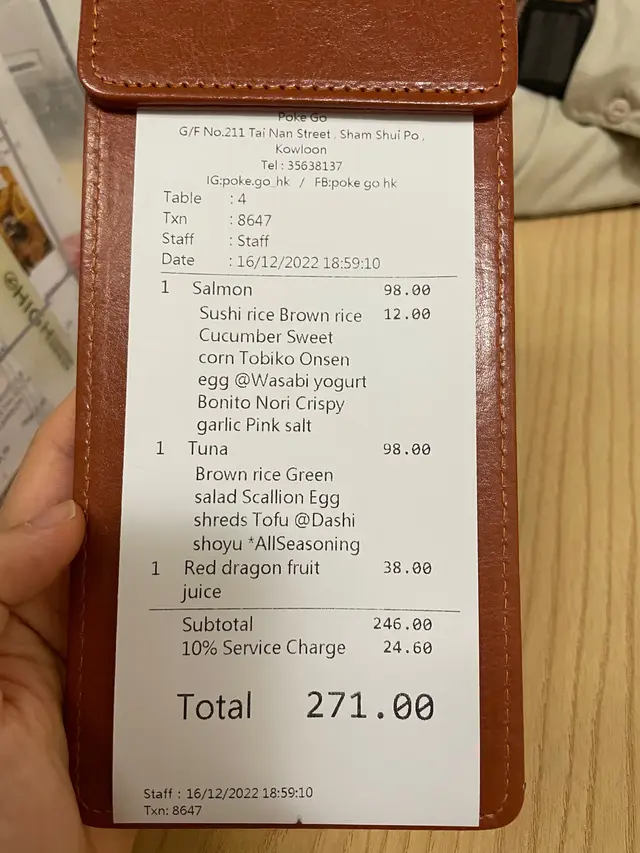 Poke Go
G/F No.211 Tai Nan Street , Sham Shui Po ,
Kowloon
Tel : 35638137
IG:poke.go_hk / FB:poke go hk
Table : 4
Txn : 8647
Staff : Staff
Date : 16/12/2022 18:59:10
1 Salmon 98.00
Sushi rice Brown rice 12.00
Cucumber Sweet
corn Tobiko Onsen
egg @Wasabi yogurt
Bonito Nori Crispy
garlic Pink salt
1 Tuna 98.00
Brown rice Green
salad Scallion Egg
shreds Tofu @Dashi
shoyu *AllSeasoning
1 Red dragon fruit 38.00
juice
Subtotal 246.00
10% Service Charge 24.60
Total 271.00
Staff : 16/12/2022 18:59:10
Txn: 8647
@HIGH